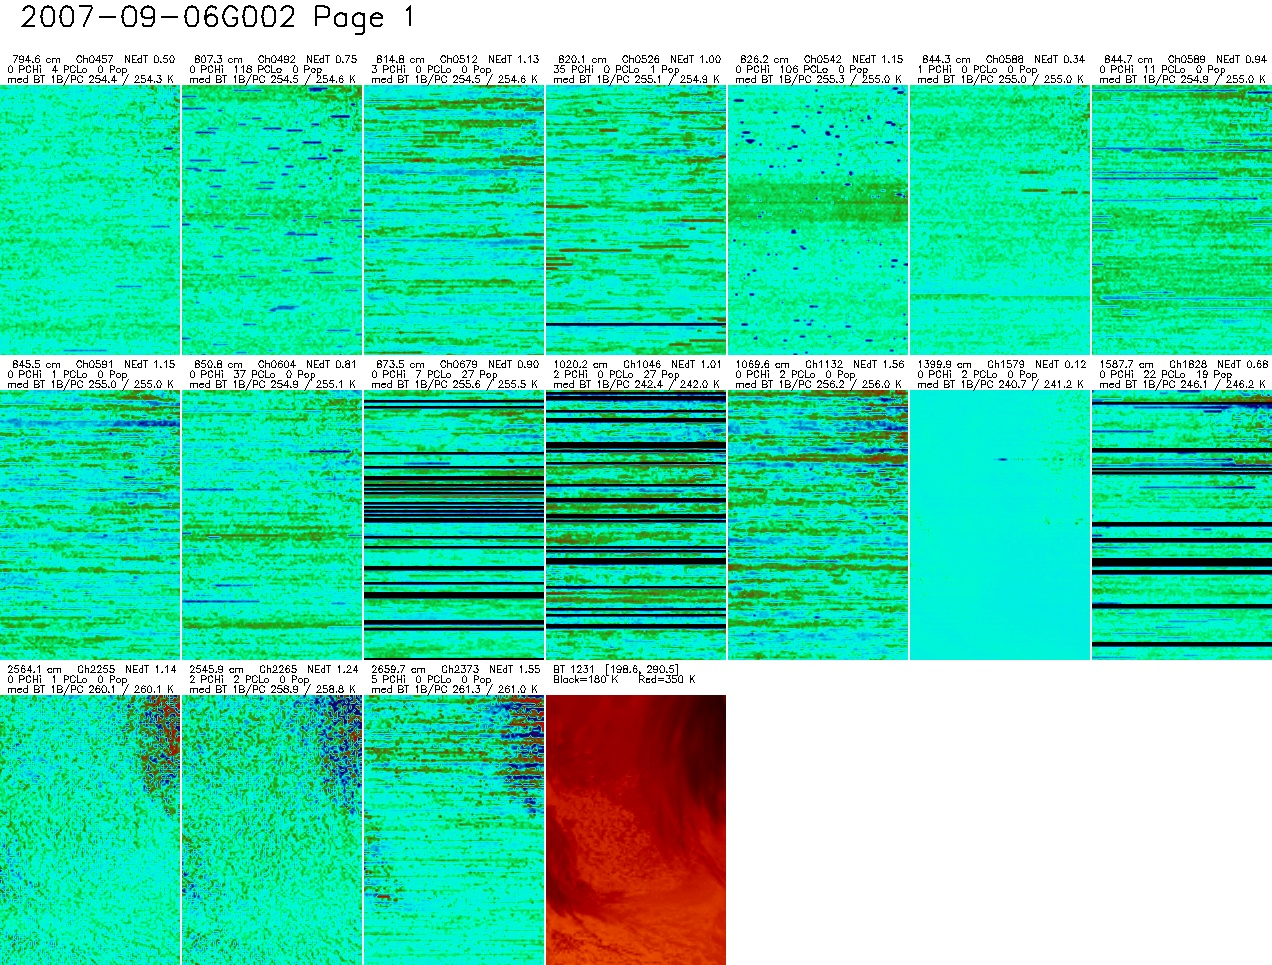 2007-09-06G002 Page 1
794.6 cm Ch0457 NEdT 0.50
0 PCHi 4 PCLo 0 Pop
med BT 1B/PC 254.4 / 254.3 K
807.3 cm Ch0492 NEdT 0.75
0 PCHi 118 PCLo 0 Pop
med BT 1B/PC 254.5 / 254.6 K
814.8 cm Ch0512 NEdT 1.13
3 PCHi 0 PCLo 0 Pop
med BT 1B/PC 254.5 / 254.6 K
820.1 cm Ch0526 NEdT 1.00
35 PCHi 0 PCLo 1 Pop
med BT 1B/PC 255.1 / 254.9 K
826.2 cm Ch0542 NEdT 1.15
0 PCHi 106 PCLo 0 Pop
med BT 1B/PC 255.3 / 255.0 K
844.3 cm Ch0588 NEdT 0.34
1 PCHi 0 PCLo 0 Pop
med BT 1B/PC 255.0 / 255.0 K
844.7 cm Ch0589 NEdT 0.94
0 PCHi 11 PCLo 0 Pop
med BT 1B/PC 254.9 / 255.0 K
845.5 cm Ch0591 NEdT 1.15
0 PCHi 1 PCLo 0 Pop
med BT 1B/PC 255.0 / 255.0 K
850.8 cm Ch0604 NEdT 0.81
0 PCHi 37 PCLo 0 Pop
med BT 1B/PC 254.9 / 255.1 K
873.5 cm Ch0679 NEdT 0.90
0 PCHi 7 PCLo 27 Pop
med BT 1B/PC 255.6 / 255.5 K
1020.2 cm Ch1046 NEdT 1.01
2 PCHi 0 PCLo 27 Pop
med BT 1B/PC 242.4 / 242.0 K
1069.6 cm Ch1132 NEdT 1.56
0 PCHi 2 PCLo 0 Pop
med BT 1B/PC 256.2 / 256.0 K
1399.9 cm Ch1579 NEdT 0.12
0 PCHi 2 PCLo 0 Pop
med BT 1B/PC 240.7 / 241.2 K
1587.7 cm Ch1828 NEdT 0.68
0 PCHi 22 PCLo 19 Pop
med BT 1B/PC 246.1 / 246.2 K
2564.1 cm Ch2255 NEdT 1.14
0 PCHi 1 PCLo 0 Pop
med BT 1B/PC 260.1 / 260.1 K
2545.9 cm Ch2265 NEdT 1.24
2 PCHi 2 PCLo 0 Pop
med BT 1B/PC 258.9 / 258.8 K
2659.7 cm Ch2373 NEdT 1.55
5 PCHi 0 PCLo 0 Pop
med BT 1B/PC 261.3 / 261.0 K
BT 1231 [198.6, 290.5]
Black=180 K Red=350 K